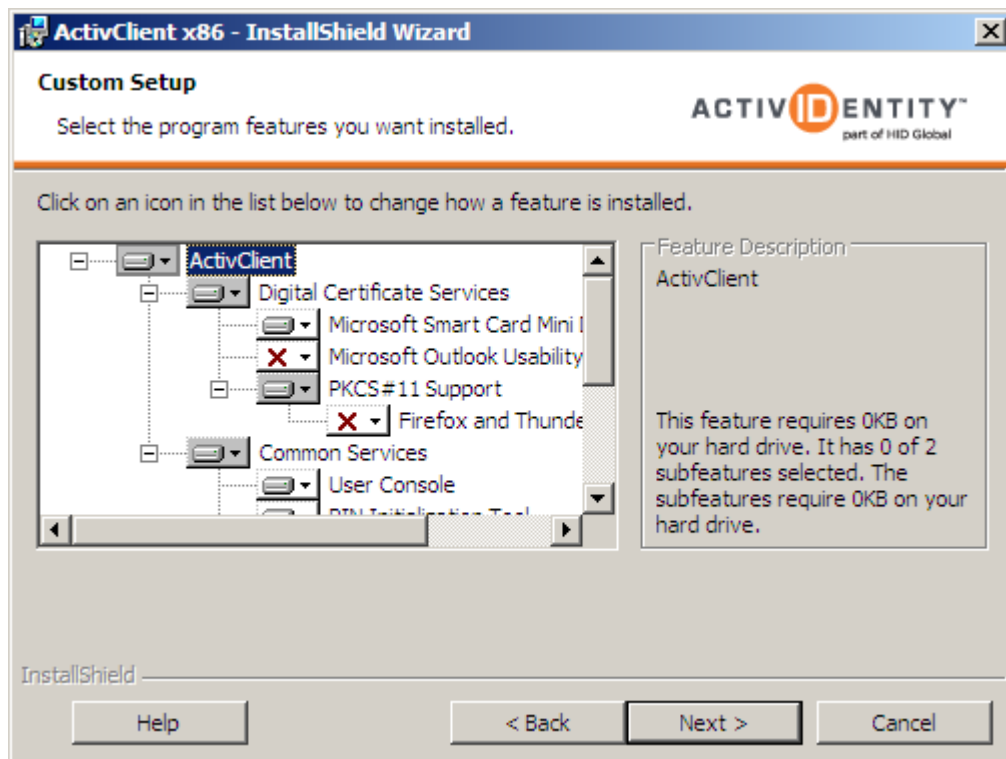 ActivClient x86 - InstallShield Wizard
Custom Setup
Select the program features you want installed.
ACTIVIDENTITY™
part of HID Global
Click on an icon in the list below to change how a feature is installed.
ActivClient
Digital Certificate Services
Microsoft Smart Card Mini
Microsoft Outlook Usability
PKCS#11 Support
Firefox and Thunde
Common Services
User Console
PIN Initialization Tool
Feature Description
ActivClient
This feature requires 0KB on
your hard drive. It has 0 of 2
subfeatures selected. The
subfeatures require 0KB on your
hard drive.
InstallShield
Help
< Back
Next >
Cancel